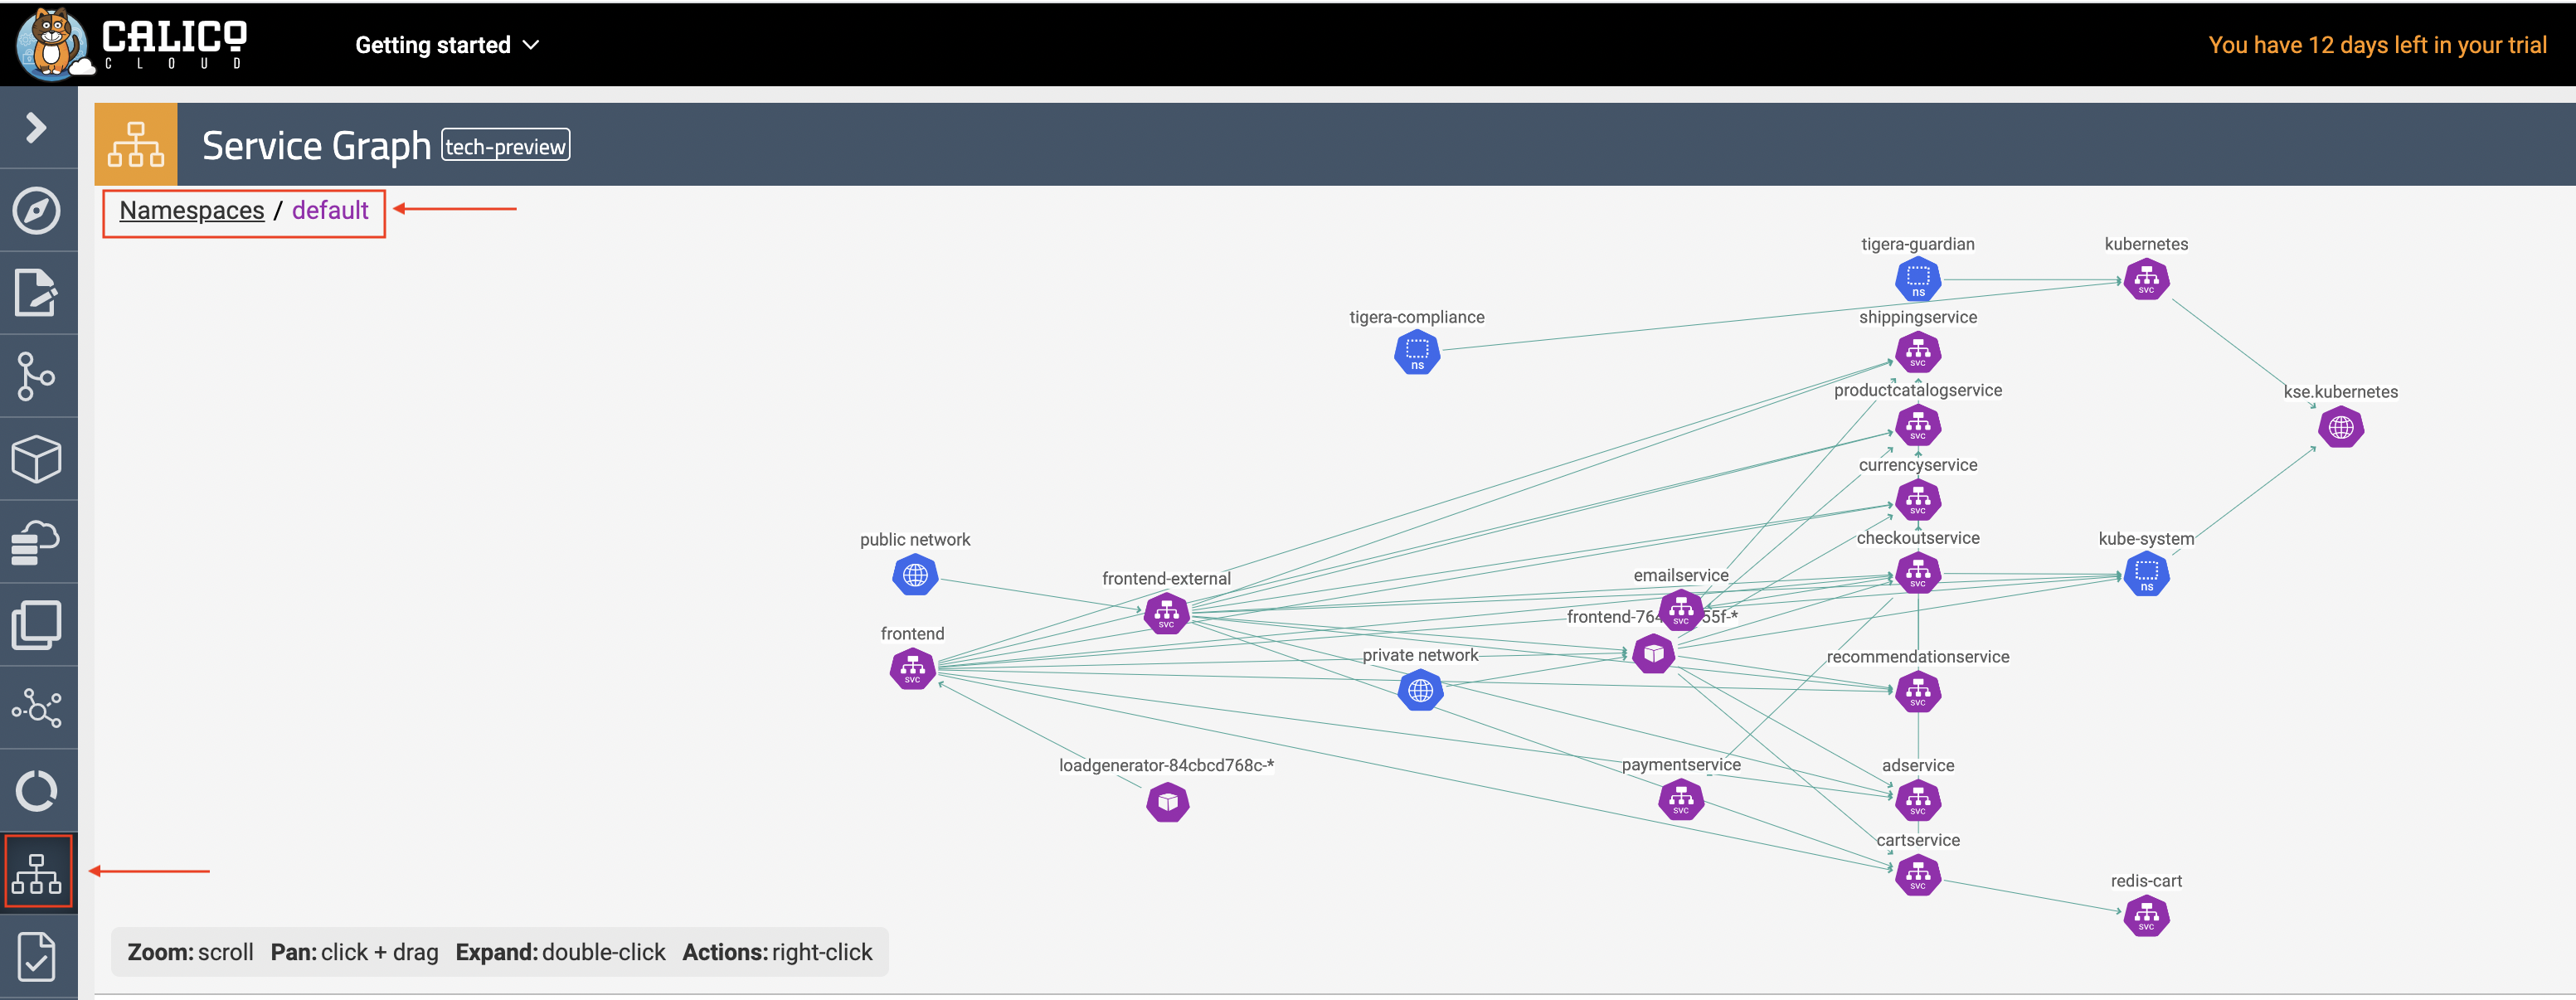 CALICO
CLOUD
Getting started
You have 12 days left in your trial
Service Graph tech-preview
Namespaces / default
tigera-guardian
ns
kubernetes
svc
tigera-compliance
ns
shippingservice
svc
productcatalogservice
svc
kse.kubernetes
currencyservice
svc
public network
checkoutservice
svc
kube-system
ns
frontend-external
svc
emailservice
svc
frontend-764 55f-*
frontend
svc
private network
recommendationservice
svc
loadgenerator-84cbcd768c-*
paymentservice
svc
adservice
svc
cartservice
svc
redis-cart
svc
Zoom: scroll Pan: click + drag Expand: double-click Actions: right-click